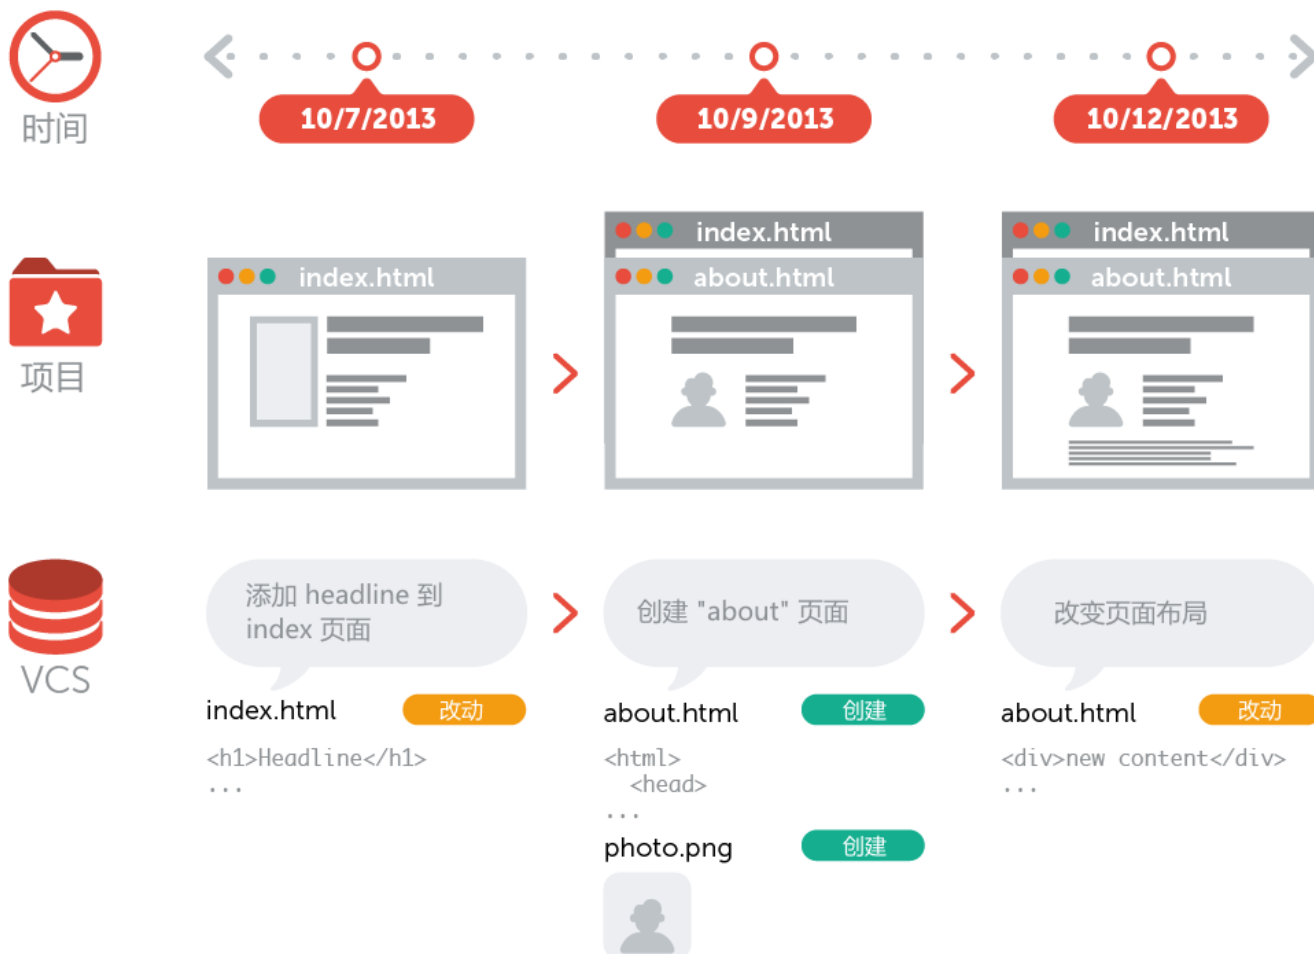 时间
10/7/2013
10/9/2013
10/12/2013
项目
index.html
index.html
about.html
index.html
about.html
VCS
添加 headline 到
index 页面
创建 "about" 页面
改变页面布局
index.html
改动
<h1>Headline</h1>
...
about.html
创建
<html>
<head>
...
photo.png
创建
about.html
改动
<div>new content</div>
...